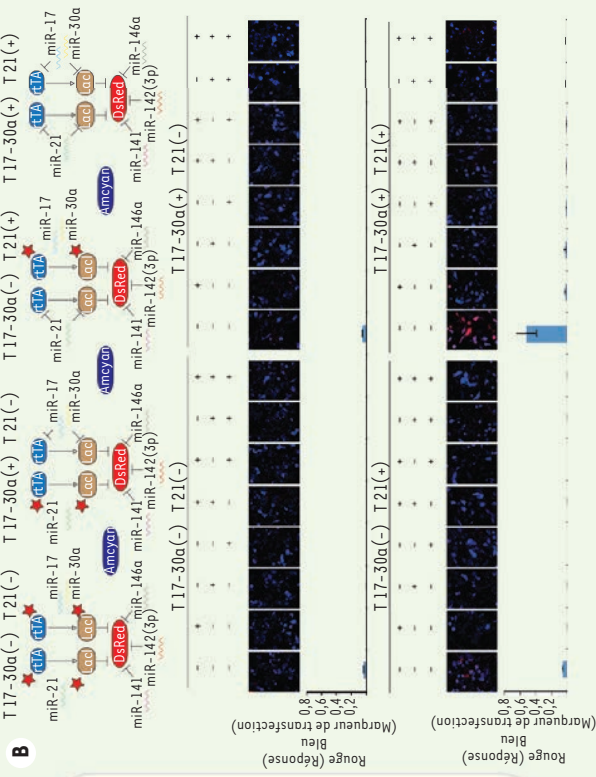 B
T17-30a(-) T21(-)
T17-30a(+) T21(-)
T17-30a(-) T21(+)
T17-30a(+) T21(+)
miR-21
rtTA
rtTA
miR-17
miR-30a
LacI
LacI
DsRed
miR-141
miR-142(3p)
miR-146a
Amcyan
miR-21
rtTA
rtTA
miR-17
miR-30a
LacI
LacI
DsRed
miR-141
miR-142(3p)
miR-146a
Amcyan
miR-21
rtTA
rtTA
miR-17
miR-30a
LacI
LacI
DsRed
miR-141
miR-142(3p)
miR-146a
Amcyan
miR-21
rtTA
rtTA
miR-17
miR-30a
LacI
LacI
DsRed
miR-141
miR-142(3p)
miR-146a
T17-30a(-) T21(-)
T17-30a(+) T21(-)
Rouge (Réponse)
Bleu
(Marqueur de transfection)
0,8
0,6
0,4
0,2
T17-30a(-) T21(+)
T17-30a(+) T21(+)
Rouge (Réponse)
Bleu
(Marqueur de transfection)
0,8
0,6
0,4
0,2